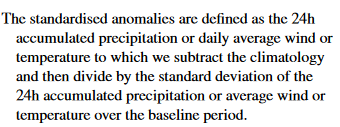 The standardised anomalies are defined as the 24h
accumulated precipitation or daily average wind or
temperature to which we subtract the climatology
and then divide by the standard deviation of the
24h accumulated precipitation or average wind or
temperature over the baseline period.